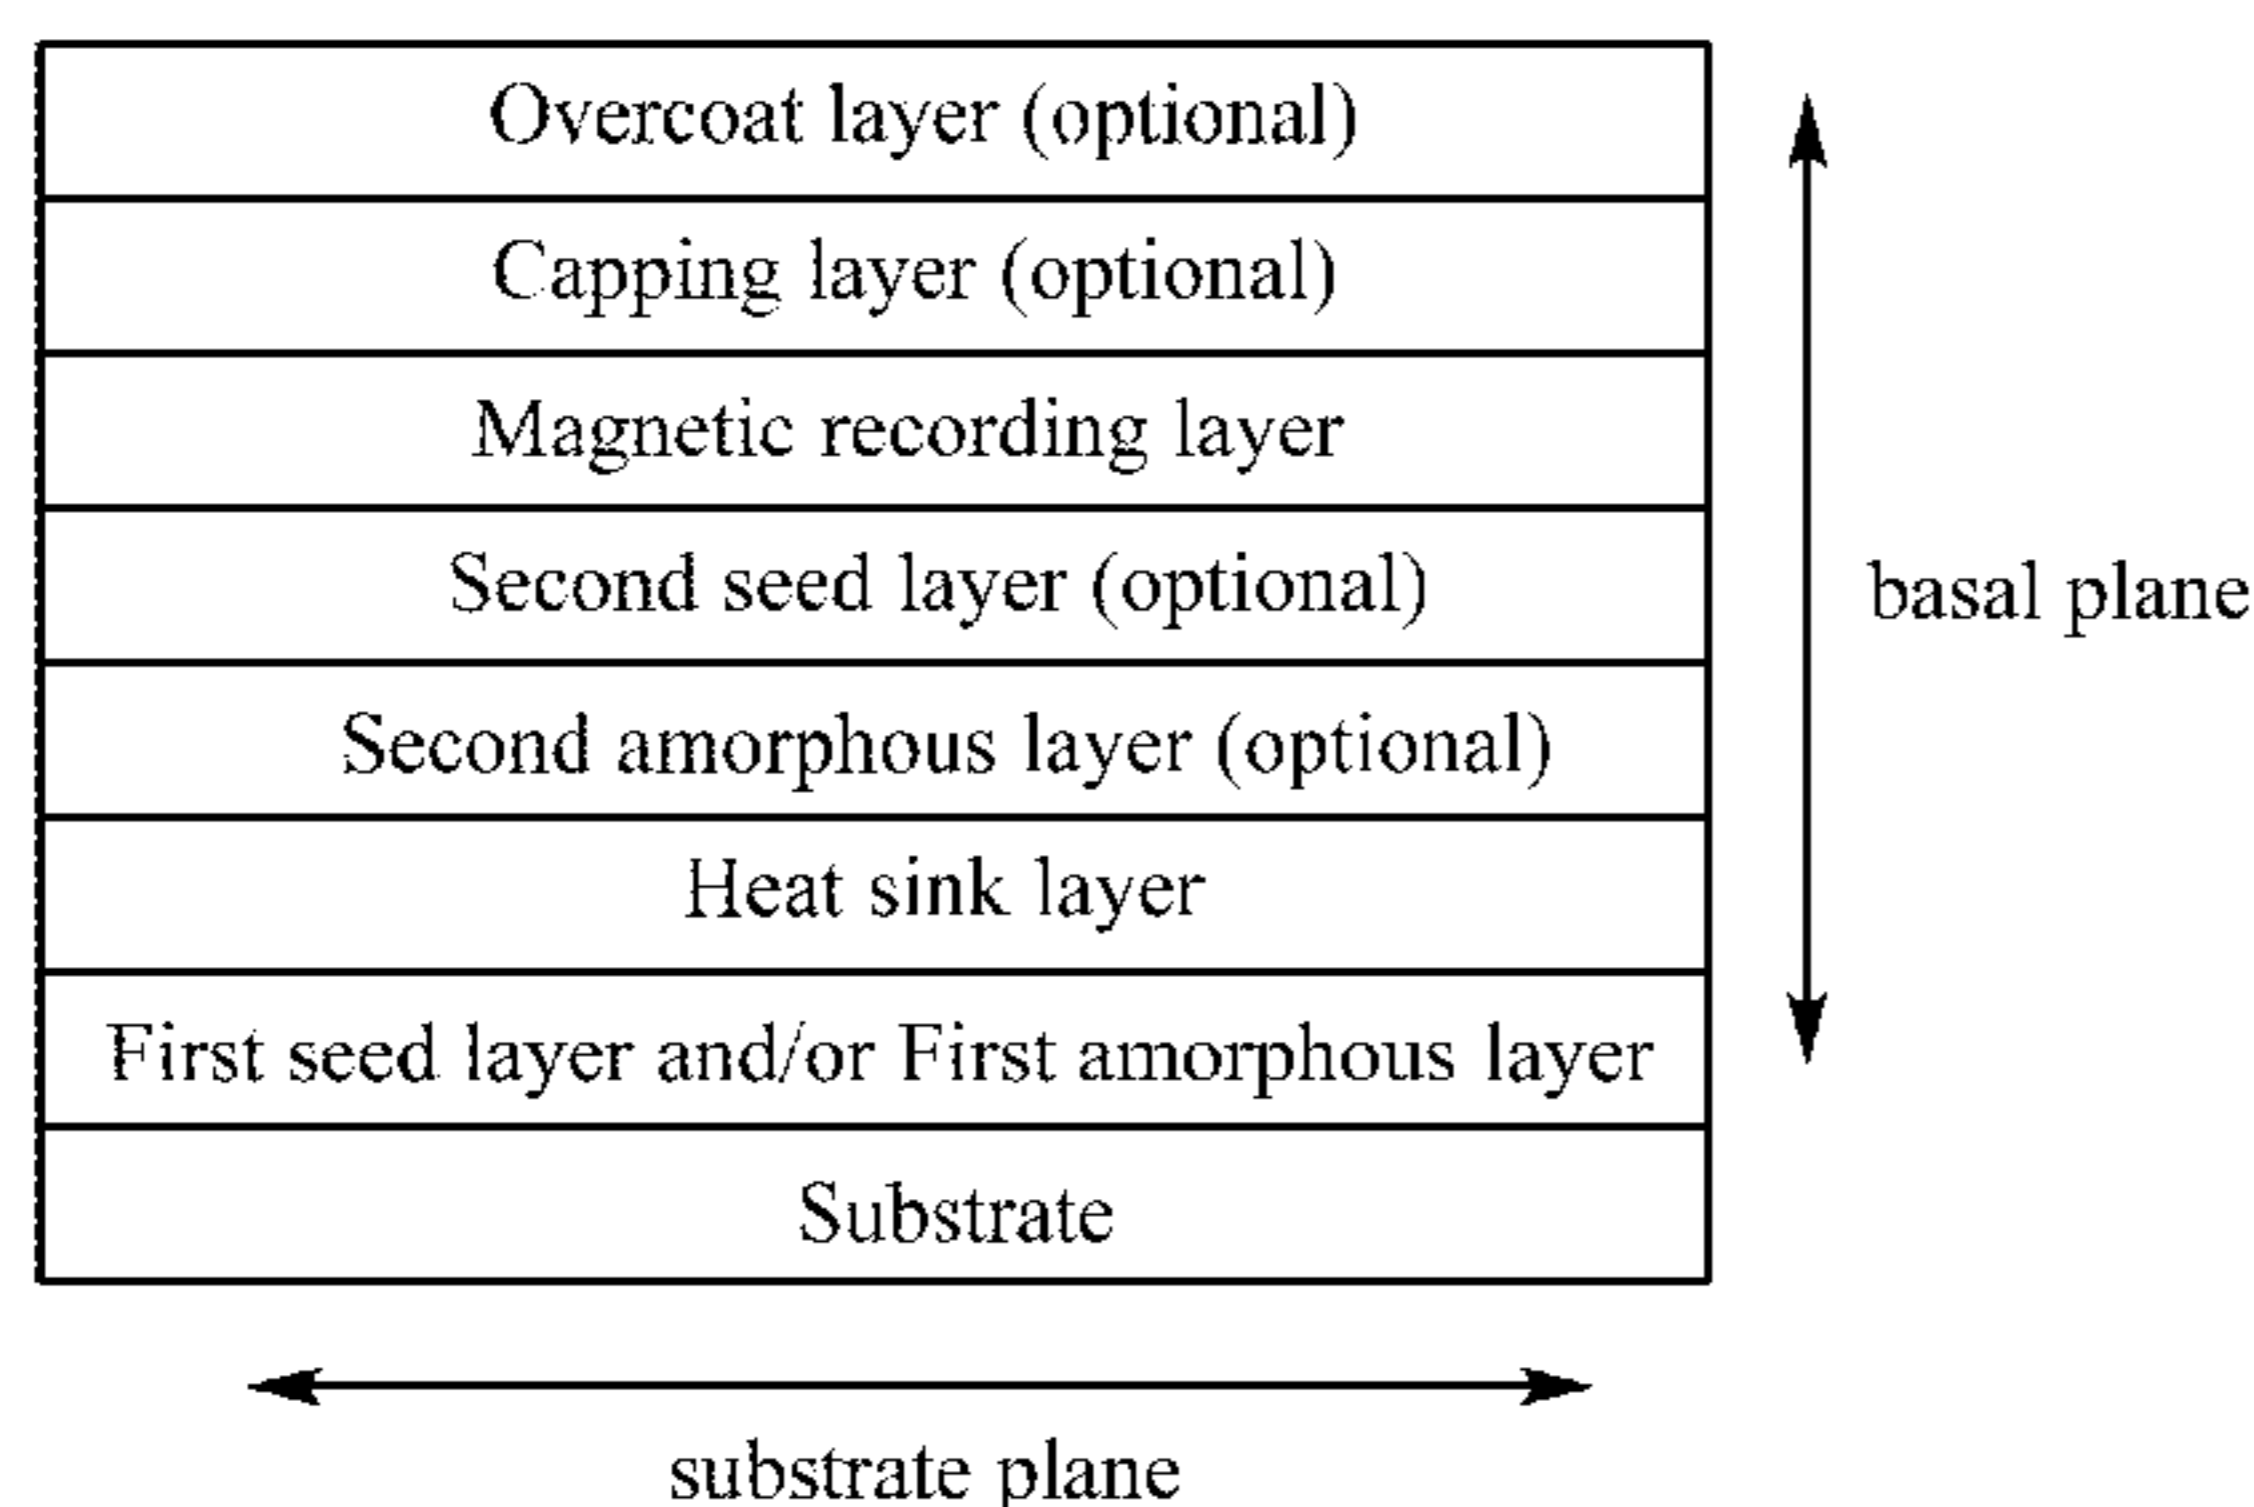 Overcoat layer (optional)
Capping layer (optional)
Magnetic recording layer
Second seed layer (optional)
basal plane
Second amorphous layer (optional)
Heat sink layer
First seed layer and/or First amorphous layer
Substrate
substrate plane